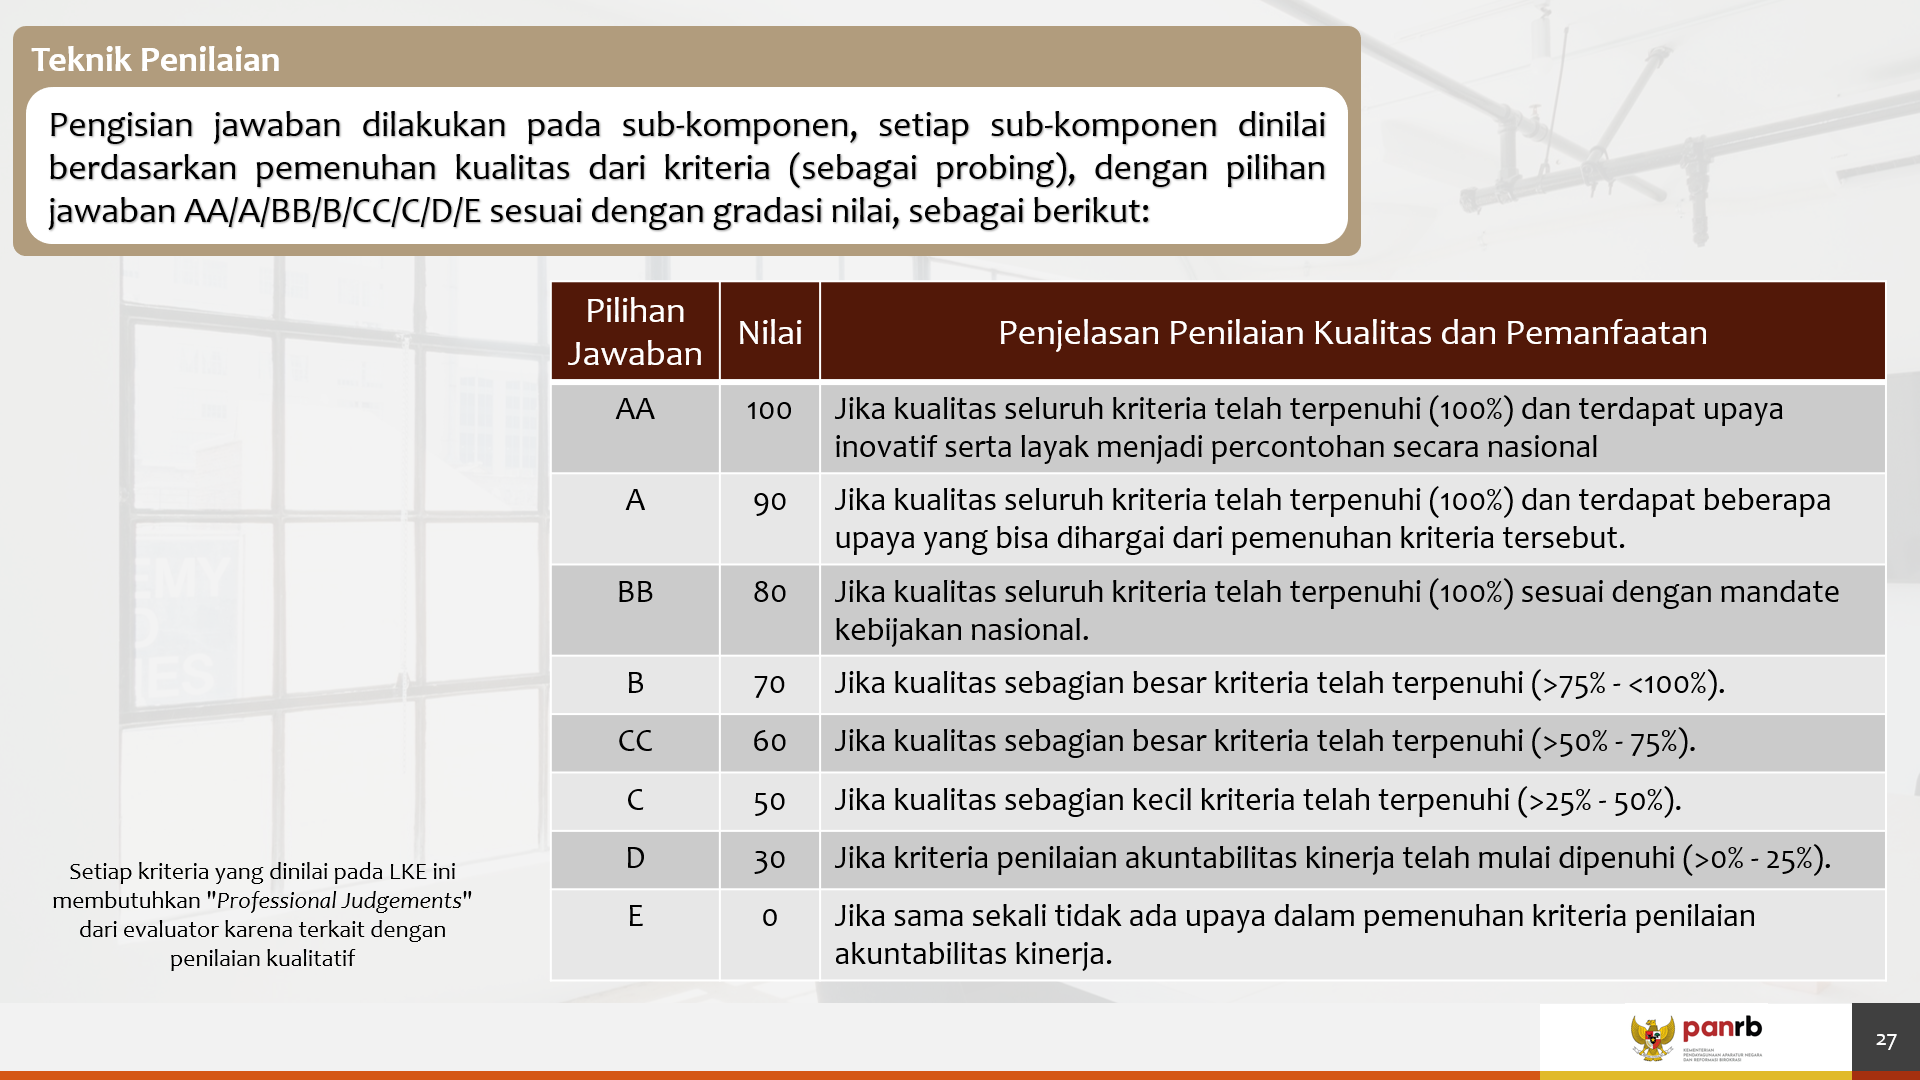 Teknik Penilaian
Pengisian jawaban dilakukan pada sub-komponen, setiap sub-komponen dinilai
berdasarkan pemenuhan kualitas dari kriteria (sebagai probing), dengan pilihan
jawaban AA/A/BB/B/CC/C/D/E sesuai dengan gradasi nilai, sebagai berikut:
Pilihan
Jawaban
Nilai
Penjelasan Penilaian Kualitas dan Pemanfaatan
AA
100
Jika kualitas seluruh kriteria telah terpenuhi (100%) dan terdapat upaya
inovatif serta layak menjadi percontohan secara nasional
A
90
Jika kualitas seluruh kriteria telah terpenuhi (100%) dan terdapat beberapa
upaya yang bisa dihargai dari pemenuhan kriteria tersebut.
BB
80
Jika kualitas seluruh kriteria telah terpenuhi (100%) sesuai dengan mandate
kebijakan nasional.
B
70
Jika kualitas sebagian besar kriteria telah terpenuhi (>75% - <100%).
CC
60
Jika kualitas sebagian besar kriteria telah terpenuhi (>50% - 75%).
C
50
Jika kualitas sebagian kecil kriteria telah terpenuhi (>25% - 50%).
D
30
Jika kriteria penilaian akuntabilitas kinerja telah mulai dipenuhi (>0% - 25%).
E
0
Jika sama sekali tidak ada upaya dalam pemenuhan kriteria penilaian
akuntabilitas kinerja.
Setiap kriteria yang dinilai pada LKE ini
membutuhkan "Professional Judgements"
dari evaluator karena terkait dengan
penilaian kualitatif
panrb
KEMENTERIAN
PENDAYAGUNAAN APARATUR NEGARA
DAN REFORMASI BIROKRASI
27